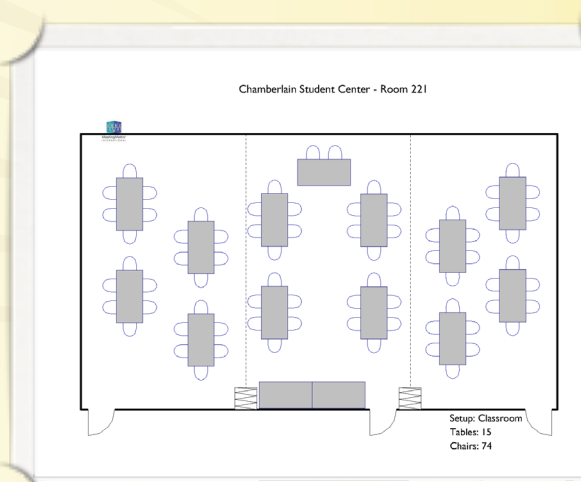 Chamberlain Student Center - Room 221
Setup: Classroom
Tables: 15
Chairs: 74